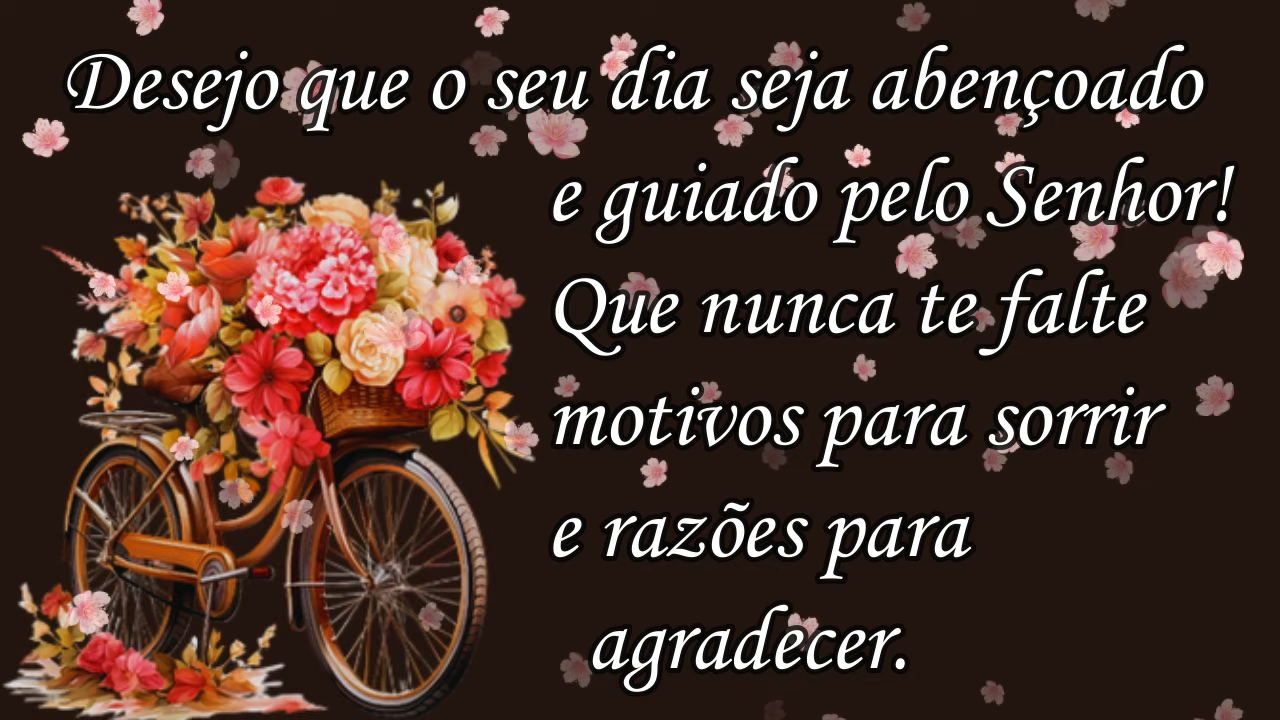 Desejo que o seu dia seja abençoado
e guiado pelo Senhor!
Que nunca te falte
motivos para sorrir
e razões para
agradecer.